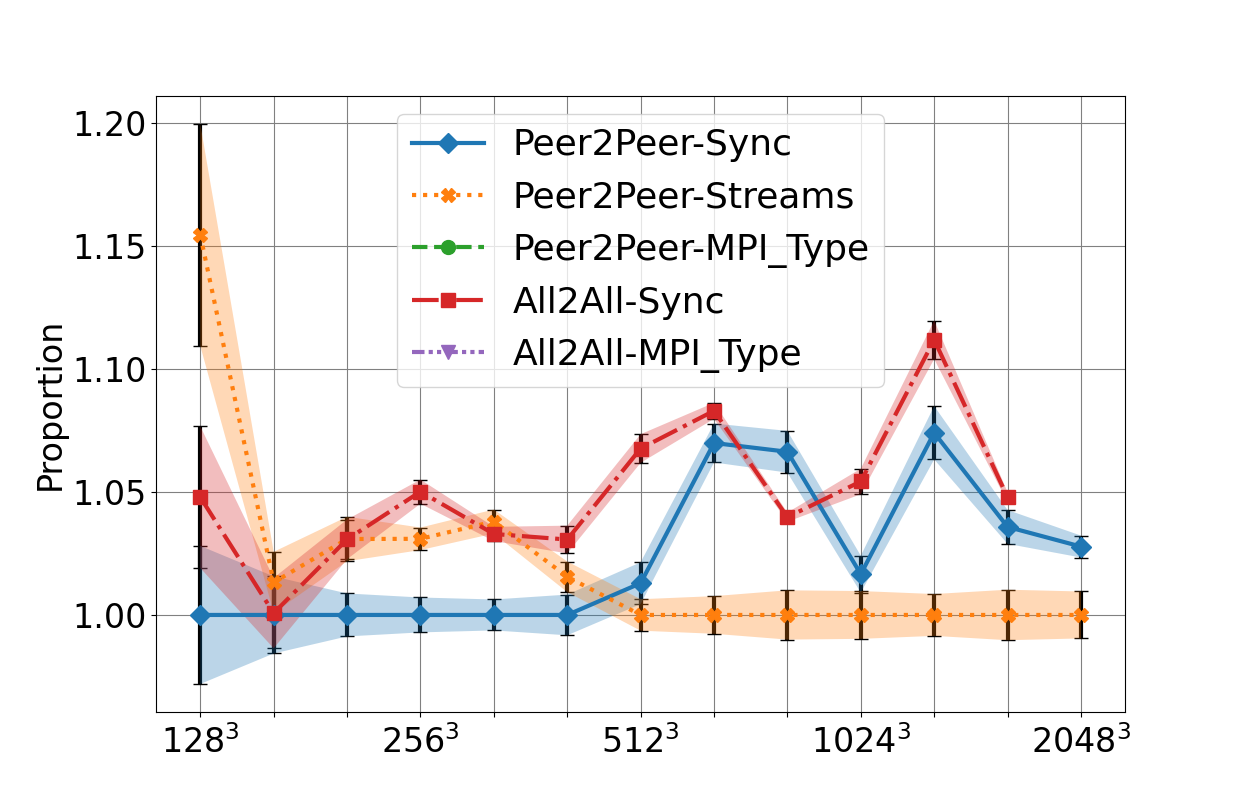 1.20
1.15
1.10
1.05
1.00
Proportion
Peer2Peer-Sync
Peer2Peer-Streams
Peer2Peer-MPI_Type
All2All-Sync
All2All-MPI_Type
128³ 256³ 512³ 1024³ 2048³